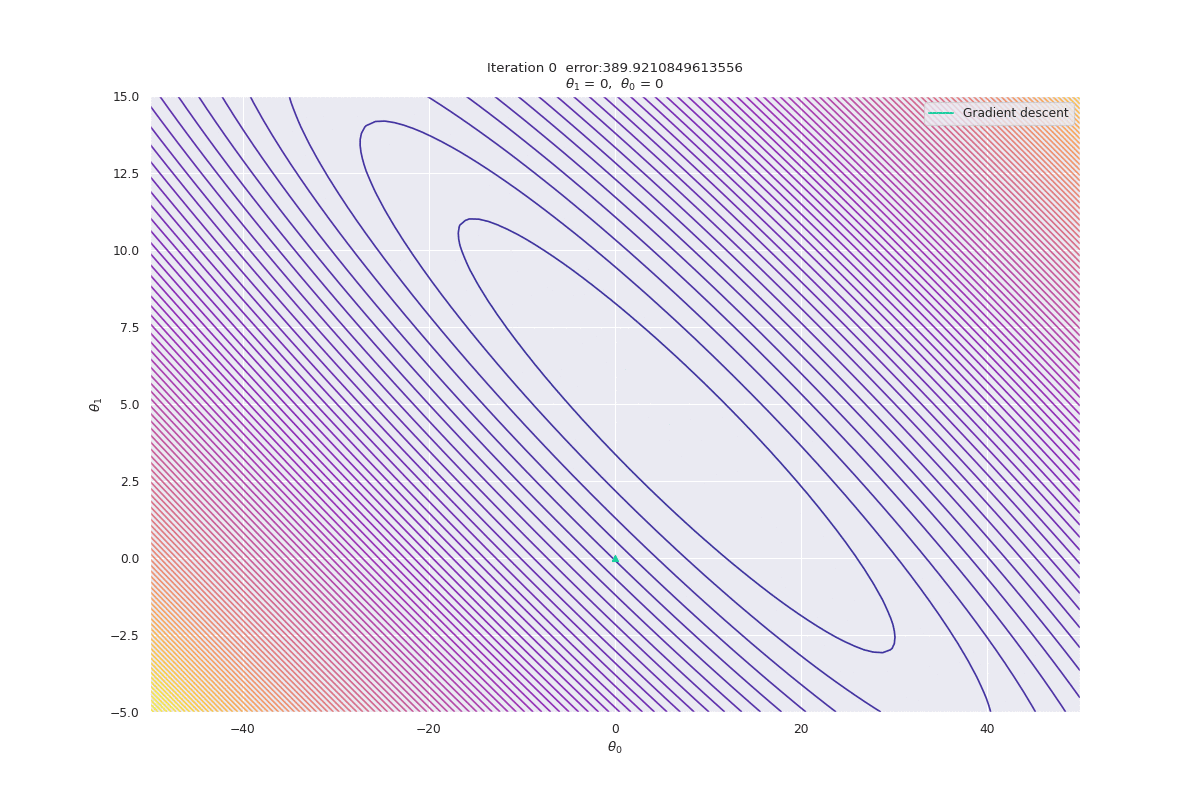 Iteration 0  error:389.9210849613556
θ₁ = 0,  θ₀ = 0
Gradient descent
15.0
12.5
10.0
7.5
5.0
2.5
0.0
−2.5
−5.0
θ₁
−40
−20
0
20
40
θ₀